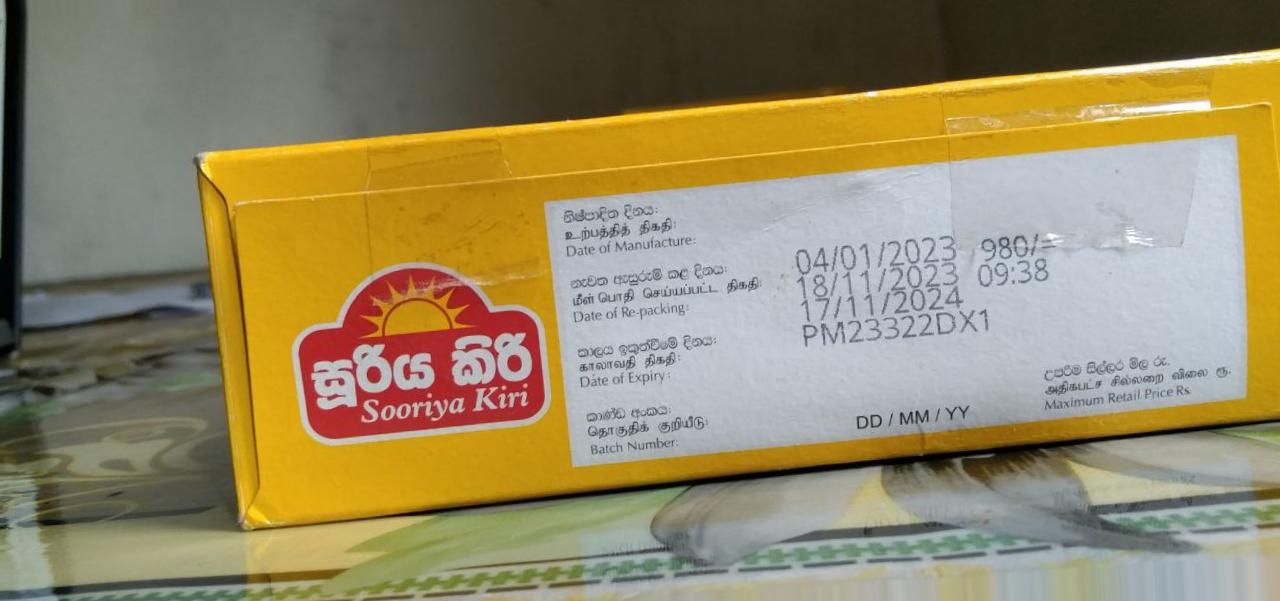 සූරිය කිරි
Sooriya Kiri
නිෂ්පාදිත දිනය:
உற்பத்தித் திகதி:
Date of Manufacture:
නැවත ඇසුරුම් කළ දිනය:
மீள் பொதி செய்யப்பட்ட திகதி:
Date of Re-packing:
කාලය ඉකුත්වීමේ දිනය:
காலாவதி திகதி:
Date of Expiry:
කාණ්ඩ අංකය:
தொகுதிக் குறியீடு:
Batch Number:
04/01/2023 980/=
18/11/2023 09:38
17/11/2024
PM23322DX1
DD / MM / YY
උපරිම සිල්ලර මිල රු.
அதிகபட்ச சில்லறை விலை ரூ.
Maximum Retail Price Rs.